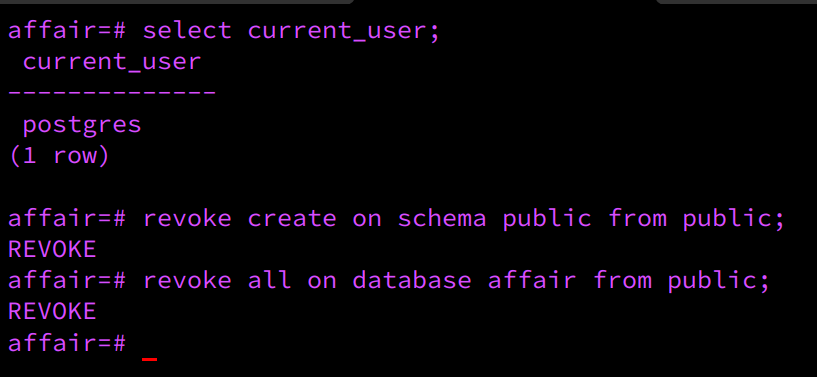 affair=# select current_user;
current_user
--------------
postgres
(1 row)
affair=# revoke create on schema public from public;
REVOKE
affair=# revoke all on database affair from public;
REVOKE
affair=#